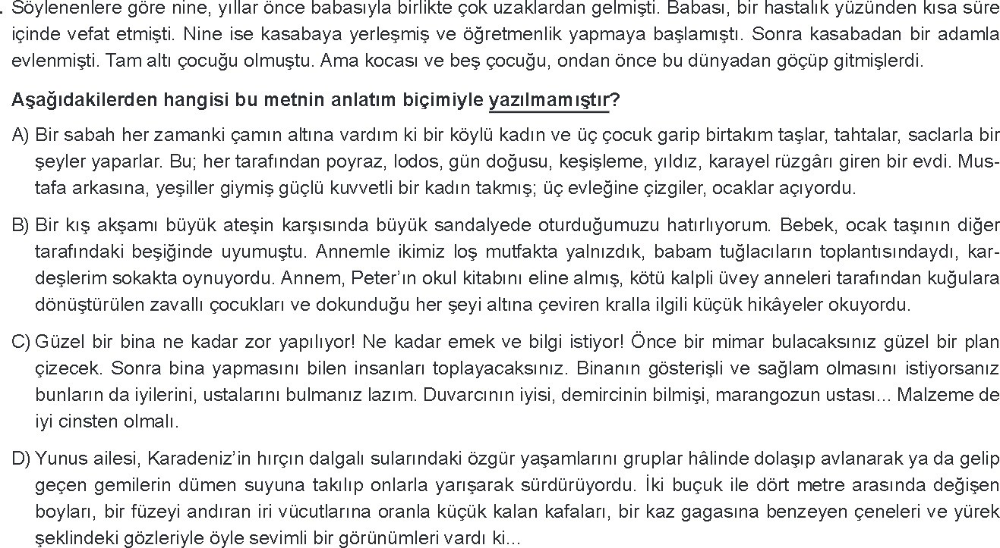 . Söylenenlere göre nine, yıllar önce babasıyla birlikte çok uzaklardan gelmişti. Babası, bir hastalık yüzünden kısa süre
içinde vefat etmişti. Nine ise kasabaya yerleşmiş ve öğretmenlik yapmaya başlamıştı. Sonra kasabadan bir adamla
evlenmişti. Tam altı çocuğu olmuştu. Ama kocası ve beş çocuğu, ondan önce bu dünyadan göçüp gitmişlerdi.
Aşağıdakilerden hangisi bu metnin anlatım biçimiyle yazılmamıştır?
A) Bir sabah her zamanki çamın altına vardım ki bir köylü kadın ve üç çocuk garip birtakım taşlar, tahtalar, saclarla bir
şeyler yaparlar. Bu; her tarafından poyraz, lodos, gün doğusu, keşişleme, yıldız, karayel rüzgârı giren bir evdi. Mus-
tafa arkasına, yeşiller giymiş güçlü kuvvetli bir kadın takmış; üç evleğine çizgiler, ocaklar açıyordu.
B) Bir kış akşamı büyük ateşin karşısında büyük sandalyede oturduğumuzu hatırlıyorum. Bebek, ocak taşının diğer
tarafındaki beşiğinde uyumuştu. Annemle ikimiz loş mutfakta yalnızdık, babam tuğlacıların toplantısındaydı, kar-
deşlerim sokakta oynuyordu. Annem, Peter’ın okul kitabını eline almış, kötü kalpli üvey anneleri tarafından kuğulara
dönüştürülen zavallı çocukları ve dokunduğu her şeyi altına çeviren kralla ilgili küçük hikâyeler okuyordu.
C) Güzel bir bina ne kadar zor yapılıyor! Ne kadar emek ve bilgi istiyor! Önce bir mimar bulacaksınız güzel bir plan
çizecek. Sonra bina yapmasını bilen insanları toplayacaksınız. Binanın gösterişli ve sağlam olmasını istiyorsanız
bunların da iyilerini, ustalarını bulmanız lazım. Duvarcının iyisi, demircinin bilmişi, marangozun ustası... Malzeme de
iyi cinsten olmalı.
D) Yunus ailesi, Karadeniz’in hırçın dalgalı sularındaki özgür yaşamlarını gruplar hâlinde dolaşıp avlanarak ya da gelip
geçen gemilerin dümen suyuna takılıp onlarla yarışarak sürdürüyordu. İki buçuk ile dört metre arasında değişen
boyları, bir füzeyi andıran iri vücutlarına oranla küçük kalan kafaları, bir kaz gagasına benzeyen çeneleri ve yürek
şeklindeki gözleriyle öyle sevimli bir görünümleri vardı ki...